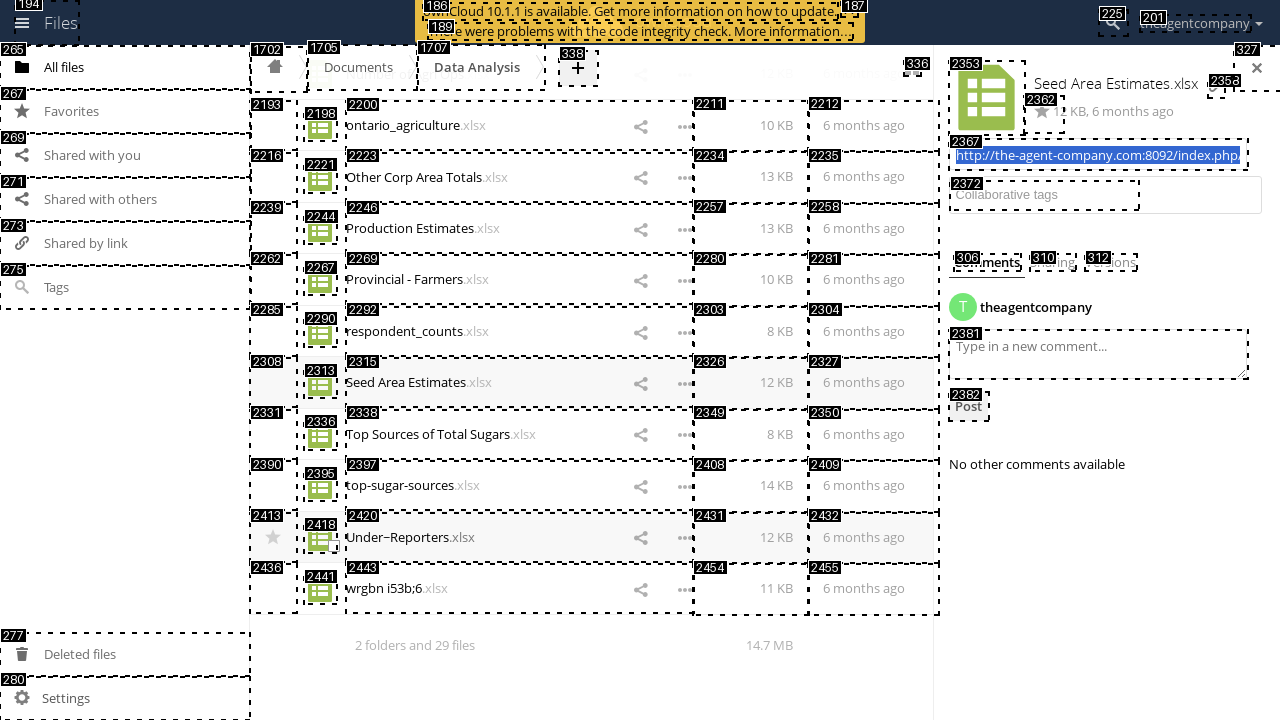 194
186
187
189
225
201
Files
ownCloud 10.1.1 is available. Get more information on how to update.
There were problems with the code integrity check. More information…
theagentcompany
265
All files
267
Favorites
269
Shared with you
271
Shared with others
273
Shared by link
275
Tags
277
Deleted files
280
Settings
1702
1705
Documents
1707
Data Analysis
338
+
336
2193
2198
2200
ontario_agriculture.xlsx
2211
10 KB
2212
6 months ago
2216
2221
2223
Other Corp Area Totals.xlsx
2234
13 KB
2235
6 months ago
2239
2244
2246
Production Estimates.xlsx
2257
13 KB
2258
6 months ago
2262
2267
2269
Provincial - Farmers.xlsx
2280
10 KB
2281
6 months ago
2285
2290
2292
respondent_counts.xlsx
2303
8 KB
2304
6 months ago
2308
2313
2315
Seed Area Estimates.xlsx
2326
12 KB
2327
6 months ago
2331
2336
2338
Top Sources of Total Sugars.xlsx
2349
8 KB
2350
6 months ago
2390
2395
2397
top-sugar-sources.xlsx
2408
14 KB
2409
6 months ago
2413
2418
2420
Under−Reporters.xlsx
2431
12 KB
2432
6 months ago
2436
2441
2443
wrgbn i53b;6.xlsx
2454
11 KB
2455
6 months ago
2 folders and 29 files
14.7 MB
327
2353
Seed Area Estimates.xlsx
2358
2362
12 KB, 6 months ago
2367
http://the-agent-company.com:8092/index.php/
2372
Collaborative tags
306
Comments
310
Sharing
312
Versions
T
theagentcompany
2381
Type in a new comment...
2382
Post
No other comments available